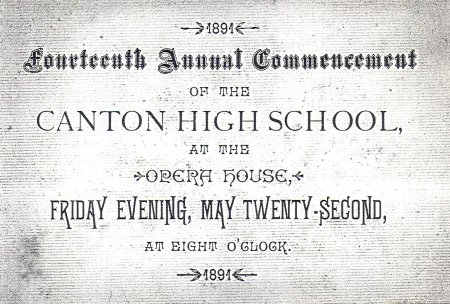 1891
Fourteenth Annual Commencement
OF THE
CANTON HIGH SCHOOL,
AT THE
OPERA HOUSE,
FRIDAY EVENING, MAY TWENTY-SECOND,
AT EIGHT O'CLOCK.
1891